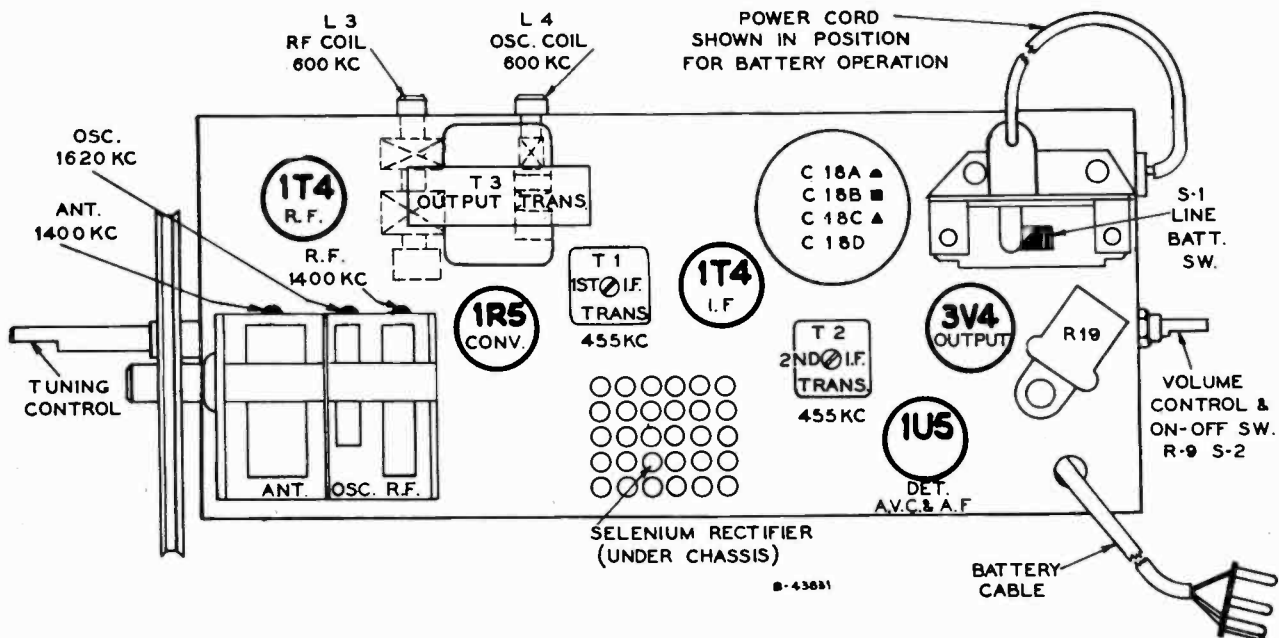 L 3
RF COIL
600 KC
L 4
OSC. COIL
600 KC
POWER CORD
SHOWN IN POSITION
FOR BATTERY OPERATION
OSC.
1620 KC
ANT.
1400 KC
1T4
R.F.
R.F.
1400 KC
T 3
OUTPUT TRANS.
C 18A
C 18B
C 18C
C 18D
S-1
LINE
BATT.
SW.
T 1
1ST I.F.
TRANS.
455KC
1T4
I.F
1R5
CONV.
T 2
2ND I.F.
TRANS.
455KC
3V4
OUTPUT
R19
TUNING
CONTROL
VOLUME
CONTROL &
ON-OFF SW.
R-9 S-2
1U5
DET.
A.V.C.& A.F
ANT. OSC. R.F.
SELENIUM RECTIFIER
(UNDER CHASSIS)
BATTERY
CABLE